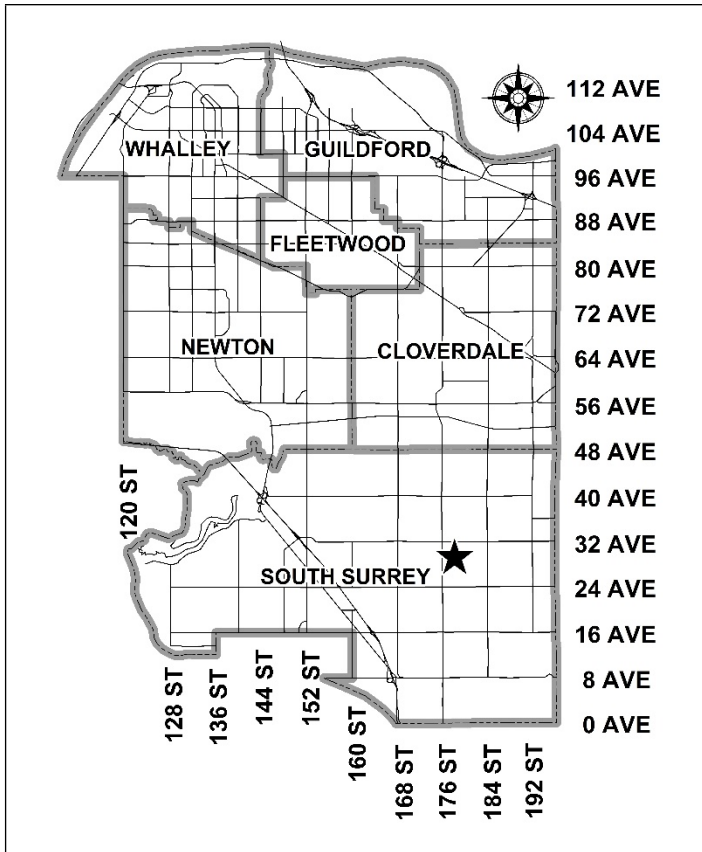 112 AVE
104 AVE
WHALLEY
GUILDFORD
96 AVE
88 AVE
FLEETWOOD
80 AVE
72 AVE
NEWTON
CLOVERDALE
64 AVE
56 AVE
48 AVE
120 ST
40 AVE
32 AVE
SOUTH SURREY
24 AVE
16 AVE
8 AVE
0 AVE
128 ST
136 ST
144 ST
152 ST
160 ST
168 ST
176 ST
184 ST
192 ST